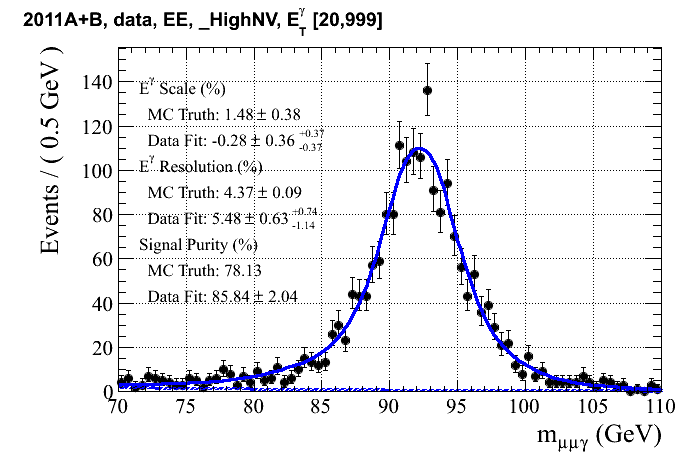 2011A+B, data, EE, _HighNV, E_T^γ [20,999]
Events / ( 0.5 GeV )
140
120
100
80
60
40
20
0
E^γ Scale (%)
MC Truth: 1.48 ± 0.38
Data Fit: -0.28 ± 0.36 +0.37 -0.37
E^γ Resolution (%)
MC Truth: 4.37 ± 0.09
Data Fit: 5.48 ± 0.63 +0.74 -1.14
Signal Purity (%)
MC Truth: 78.13
Data Fit: 85.84 ± 2.04
70 75 80 85 90 95 100 105 110
m_μμγ (GeV)